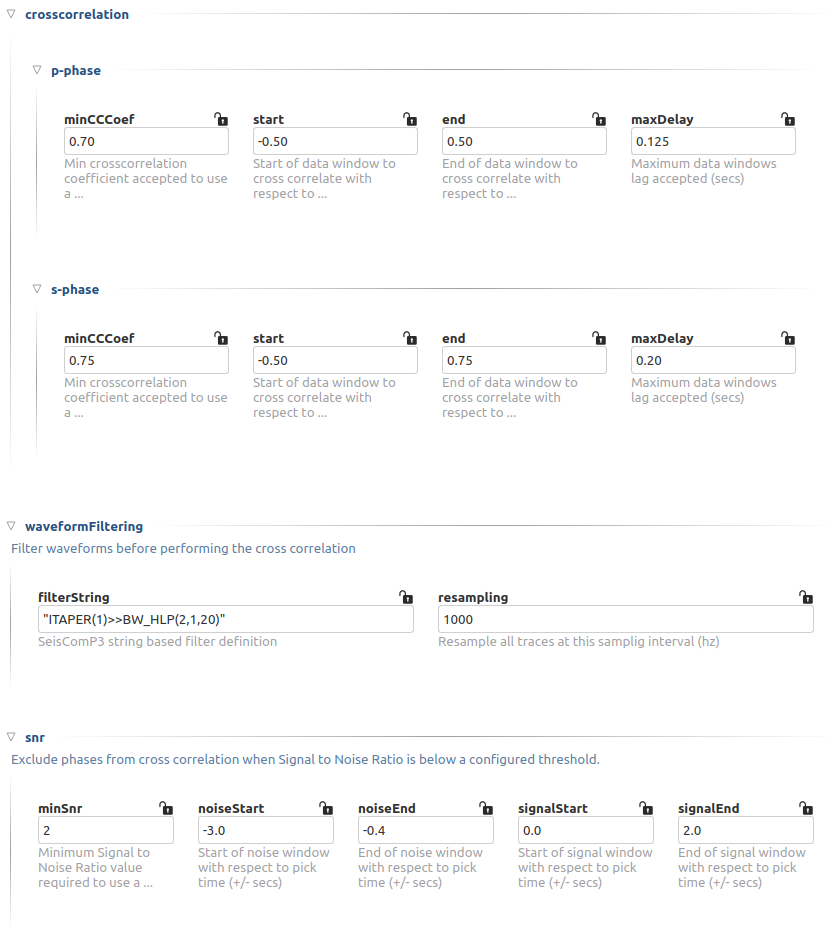 crosscorrelation
p-phase
minCCCoef start end maxDelay
0.70 -0.50 0.50 0.125
Min crosscorrelation Start of data window to End of data window to Maximum data windows
coefficient accepted to use cross correlate with cross correlate with lag accepted (secs)
a ... respect to ... respect to ...
s-phase
minCCCoef start end maxDelay
0.75 -0.50 0.75 0.20
Min crosscorrelation Start of data window to End of data window to Maximum data windows
coefficient accepted to use cross correlate with cross correlate with lag accepted (secs)
a ... respect to ... respect to ...
waveformFiltering
Filter waveforms before performing the cross correlation
filterString resampling
"ITAPER(1)>>BW_HLP(2,1,20)" 1000
SeisComP3 string based filter definition Resample all traces at this samplig interval (hz)
snr
Exclude phases from cross correlation when Signal to Noise Ratio is below a configured threshold.
minSnr noiseStart noiseEnd signalStart signalEnd
2 -3.0 -0.4 0.0 2.0
Minimum Signal to Start of noise window End of noise window Start of signal window End of signal window
Noise Ratio value with respect to pick with respect to pick with respect to pick with respect to pick
required to use a ... time (+/- secs) time (+/- secs) time (+/- secs) time (+/- secs)